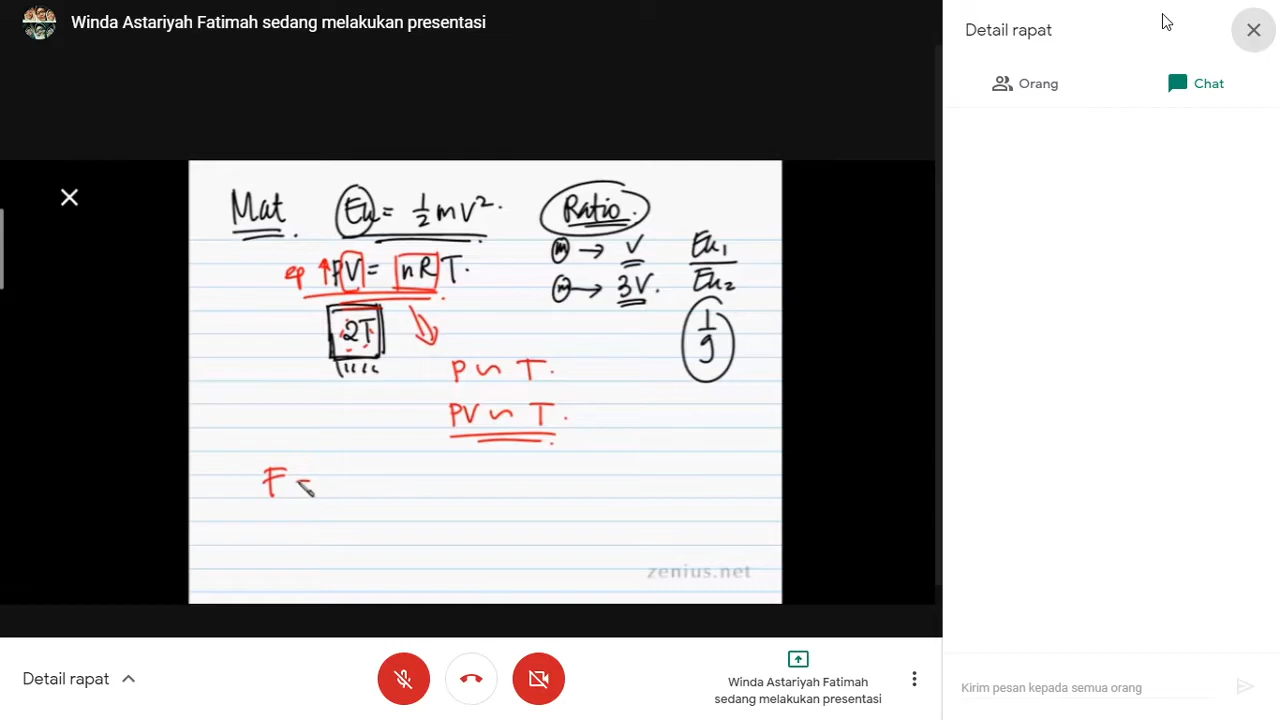 Winda Astariyah Fatimah sedang melakukan presentasi
Detail rapat
Orang
Chat
Mat
Ek = ½mv².
Ratio.
m → v
m → 3V.
Ek₁
Ek₂
1
9
PV = nRT.
2T
P ∽ T.
PV ∽ T.
F =
zenius.net
Detail rapat
Winda Astariyah Fatimah
sedang melakukan presentasi
Kirim pesan kepada semua orang